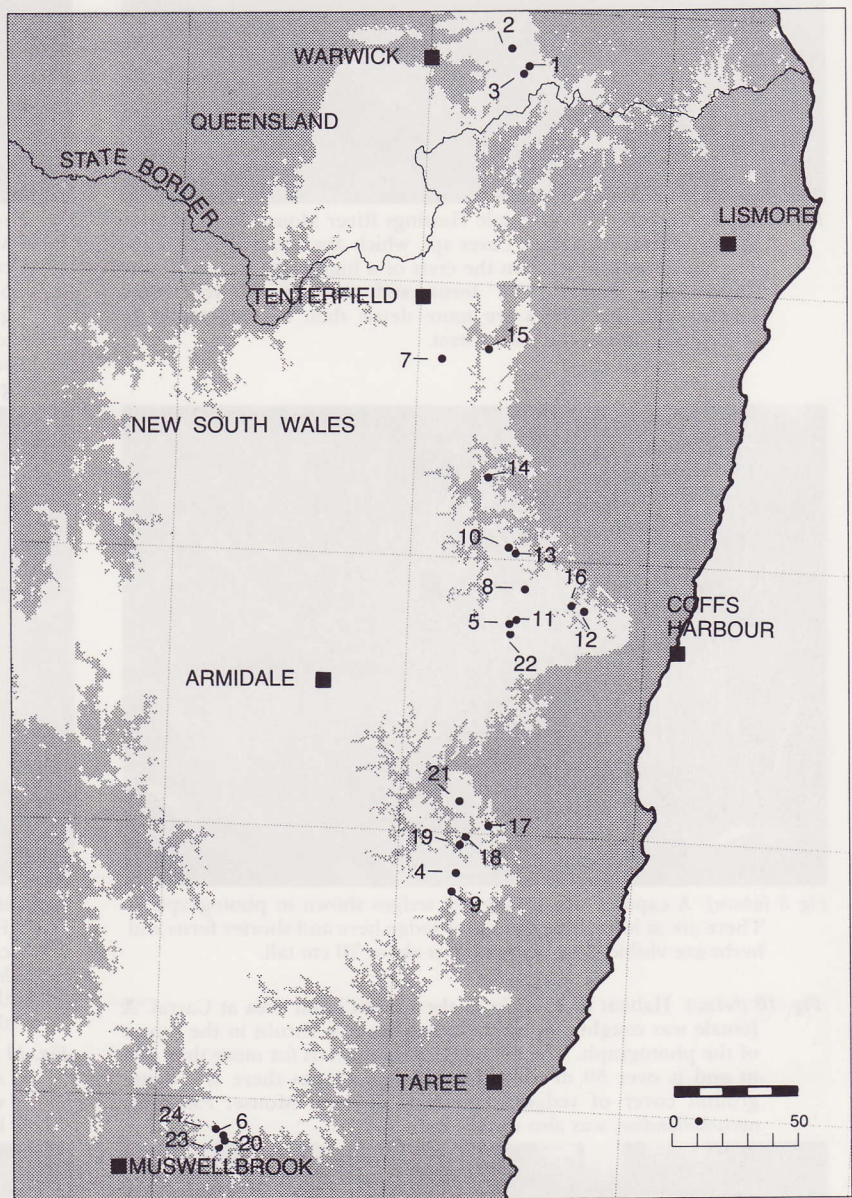 2
WARWICK
1
3
QUEENSLAND
STATE BORDER
LISMORE
TENTERFIELD
15
7
NEW SOUTH WALES
14
10
13
8
16
COFFS
HARBOUR
5
11
12
22
ARMIDALE
21
17
19
18
4
9
TAREE
24
6
0
50
23
20
MUSWELLBROOK